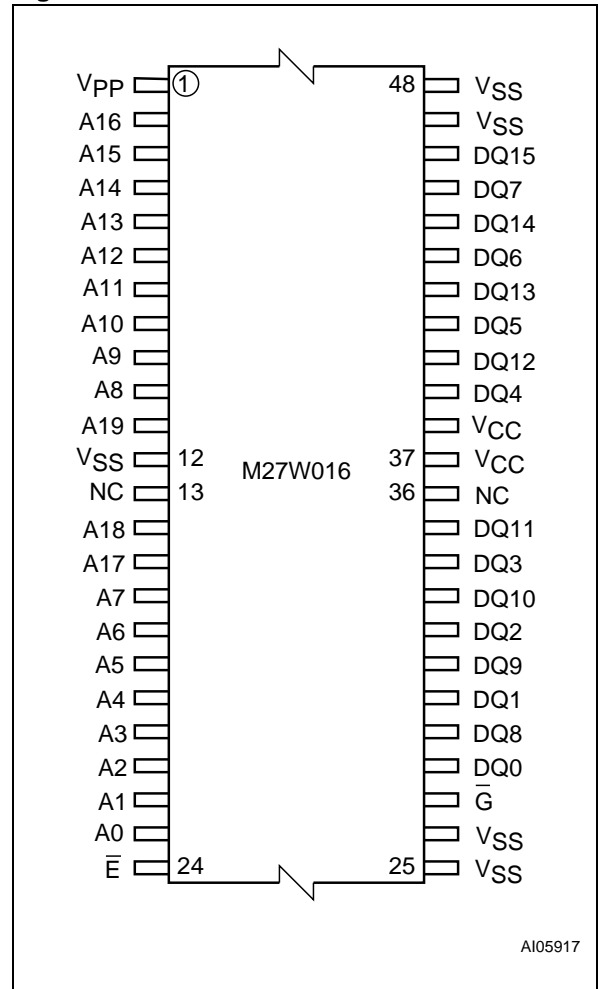 VPP 1 48 VSS
A16 VSS
A15 DQ15
A14 DQ7
A13 DQ14
A12 DQ6
A11 DQ13
A10 DQ5
A9 DQ12
A8 DQ4
A19 VCC
VSS 12 M27W016 37 VCC
NC 13 36 NC
A18 DQ11
A17 DQ3
A7 DQ10
A6 DQ2
A5 DQ9
A4 DQ1
A3 DQ8
A2 DQ0
A1 G̅
A0 VSS
E̅ 24 25 VSS
AI05917